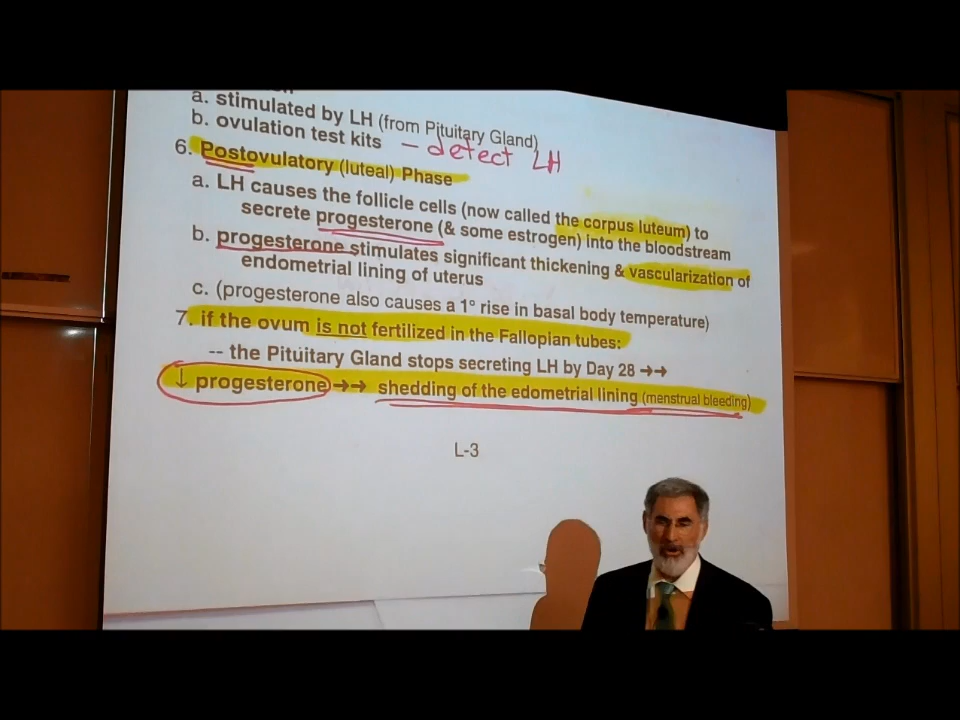 a. stimulated by LH (from Pituitary Gland)
b. ovulation test kits – detect LH
6. Postovulatory (luteal) Phase
a. LH causes the follicle cells (now called the corpus luteum) to
secrete progesterone (& some estrogen) into the bloodstream
b. progesterone stimulates significant thickening & vascularization of
endometrial lining of uterus
c. (progesterone also causes a 1° rise in basal body temperature)
7. if the ovum is not fertilized in the Fallopian tubes:
-- the Pituitary Gland stops secreting LH by Day 28 →→
↓ progesterone →→ shedding of the edometrial lining (menstrual bleeding)
L-3